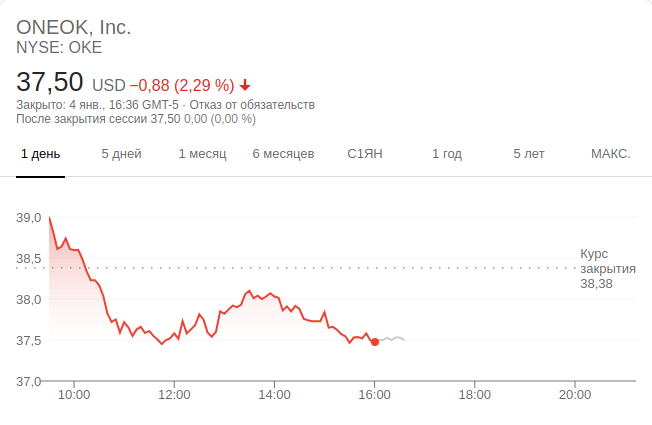 ONEOK, Inc.
NYSE: OKE
37,50 USD −0,88 (2,29 %)
Закрыто: 4 янв., 16:36 GMT-5 · Отказ от обязательств
После закрытия сессии 37,50 0,00 (0,00 %)
1 день 5 дней 1 месяц 6 месяцев С1ЯН 1 год 5 лет МАКС.
39,0
38,5
38,0
37,5
37,0
Курс
закрытия
38,38
10:00 12:00 14:00 16:00 18:00 20:00